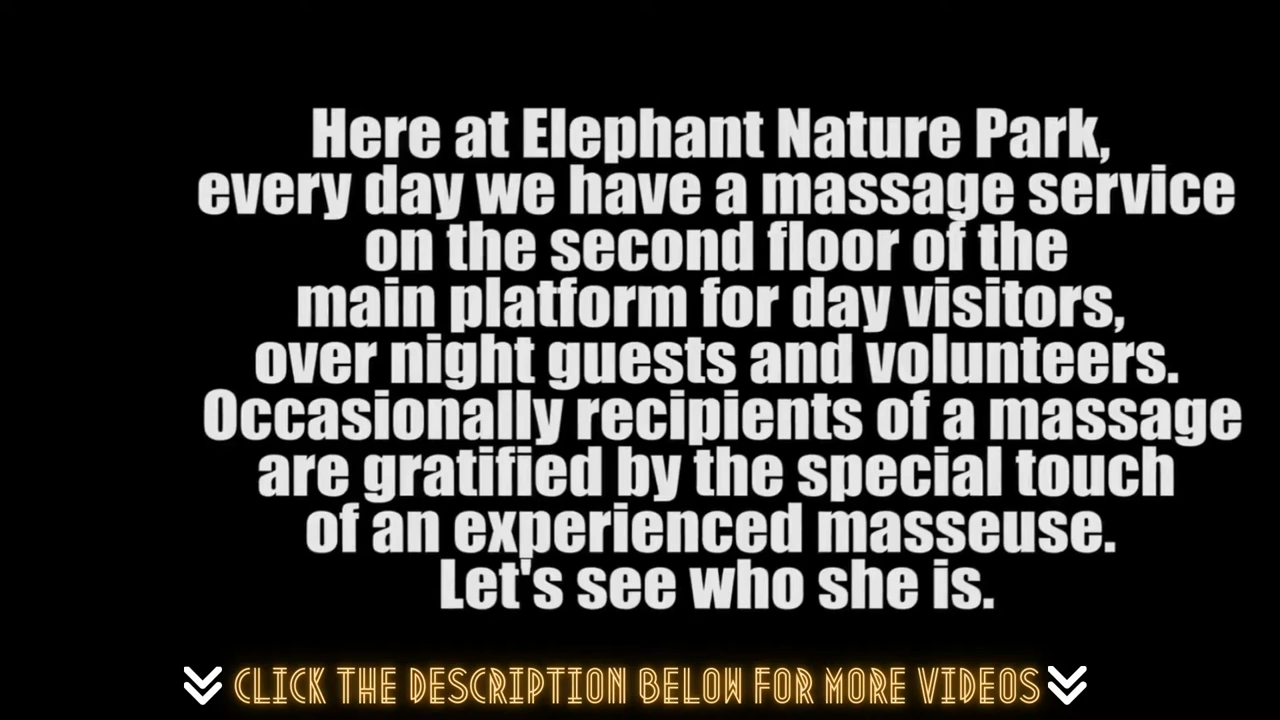 Here at Elephant Nature Park,
every day we have a massage service
on the second floor of the
main platform for day visitors,
over night guests and volunteers.
Occasionally recipients of a massage
are gratified by the special touch
of an experienced masseuse.
Let's see who she is.
CLICK THE DESCRIPTION BELOW FOR MORE VIDEOS